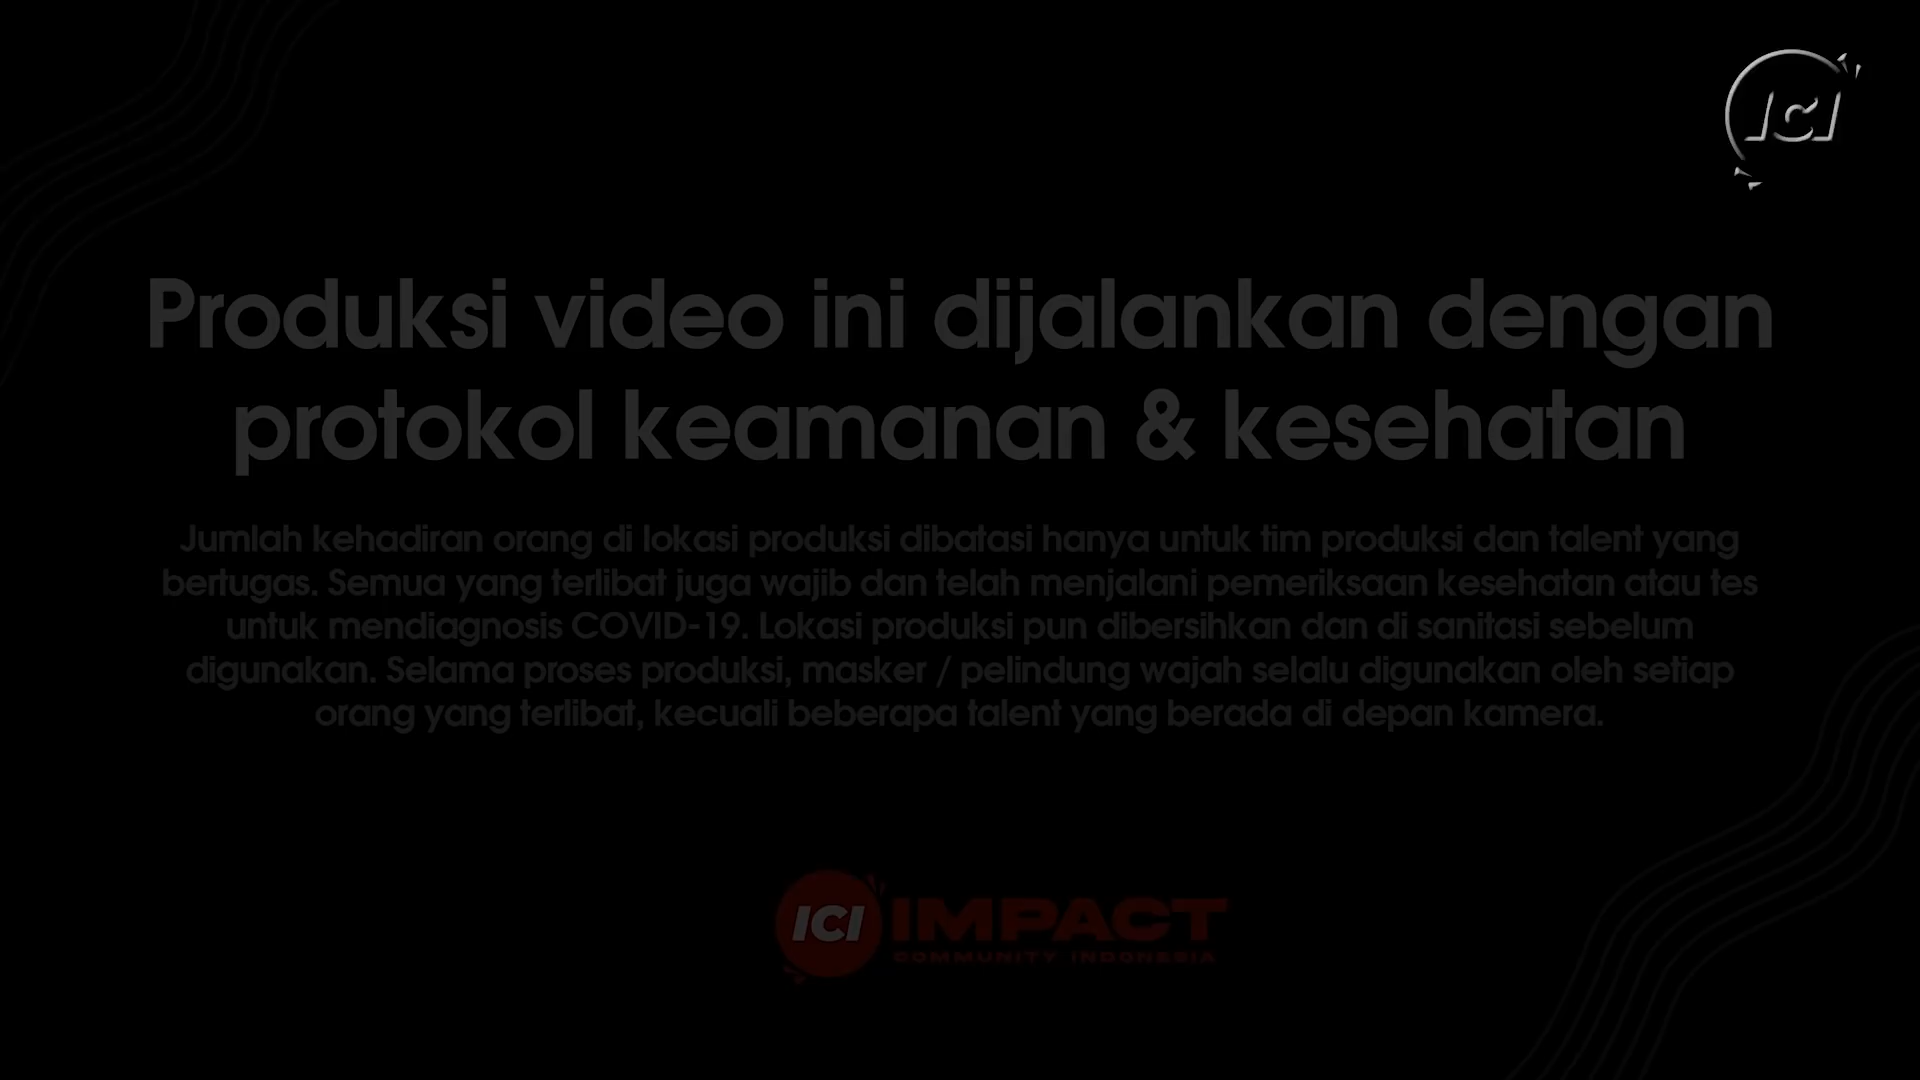 ICI
Produksi video ini dijalankan dengan
protokol keamanan & kesehatan
Jumlah kehadiran orang di lokasi produksi dibatasi hanya untuk tim produksi dan talent yang
bertugas. Semua yang terlibat juga wajib dan telah menjalani pemeriksaan kesehatan atau tes
untuk mendiagnosis COVID-19. Lokasi produksi pun dibersihkan dan di sanitasi sebelum
digunakan. Selama proses produksi, masker / pelindung wajah selalu digunakan oleh setiap
orang yang terlibat, kecuali beberapa talent yang berada di depan kamera.
ICI IMPACT
COMMUNITY INDONESIA